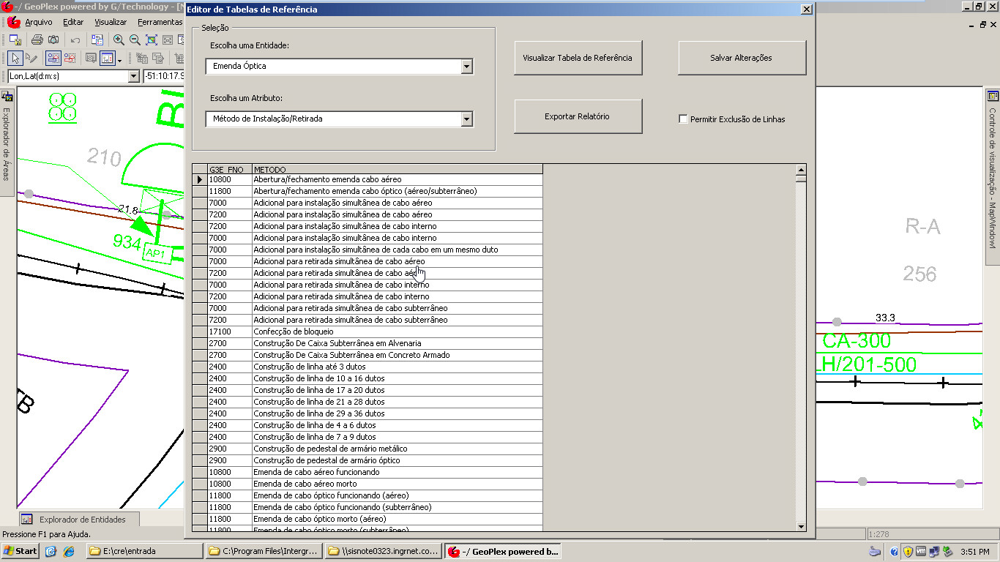 -/ GeoPlex powered by G/Technology - [M
Arquivo Editar Visualizar Ferramentas
Lon,Lat(d:m:s)
-51:10:17.9
Explorador de Áreas
210
21.8
934
AP1
Editor de Tabelas de Referência
Seleção
Escolha uma Entidade:
Emenda Óptica
Escolha um Atributo:
Método de Instalação/Retirada
Visualizar Tabela de Referência
Salvar Alterações
Exportar Relatório
Permitir Exclusão de Linhas
G3E_FNO METODO
10800 Abertura/fechamento emenda cabo aéreo
11800 Abertura/fechamento emenda cabo óptico (aéreo/subterrâneo)
7000 Adicional para instalação simultânea de cabo aéreo
7200 Adicional para instalação simultânea de cabo aéreo
7200 Adicional para instalação simultânea de cabo interno
7000 Adicional para instalação simultânea de cabo interno
7000 Adicional para instalação simultânea de cada cabo em um mesmo duto
7000 Adicional para retirada simultânea de cabo aéreo
7200 Adicional para retirada simultânea de cabo aéreo
7000 Adicional para retirada simultânea de cabo interno
7200 Adicional para retirada simultânea de cabo interno
7000 Adicional para retirada simultânea de cabo subterrâneo
7200 Adicional para retirada simultânea de cabo subterrâneo
17100 Confecção de bloqueio
2700 Construção De Caixa Subterrânea em Alvenaria
2700 Construção De Caixa Subterrânea em Concreto Armado
2400 Construção de linha até 3 dutos
2400 Construção de linha de 10 a 16 dutos
2400 Construção de linha de 17 a 20 dutos
2400 Construção de linha de 21 a 28 dutos
2400 Construção de linha de 29 a 36 dutos
2400 Construção de linha de 4 a 6 dutos
2400 Construção de linha de 7 a 9 dutos
2900 Construção de pedestal de armário metálico
2900 Construção de pedestal de armário óptico
10800 Emenda de cabo aéreo funcionando
10800 Emenda de cabo aéreo morto
11800 Emenda de cabo óptico funcionando (aéreo)
11800 Emenda de cabo óptico funcionando (subterrâneo)
11800 Emenda de cabo óptico morto (aéreo)
11800 Emenda de cabo óptico morto (subterrâneo)
Controle de visualização - MapWindow1
R-A
256
33.3
CA-300
LH/201-500
Explorador de Entidades
Pressione F1 para Ajuda.
1:278
Start
E:\cre\entrada
C:\Program Files\Intergr...
\\sisnote0323.ingrnet.co...
-/ GeoPlex powered b...
3:51 PM